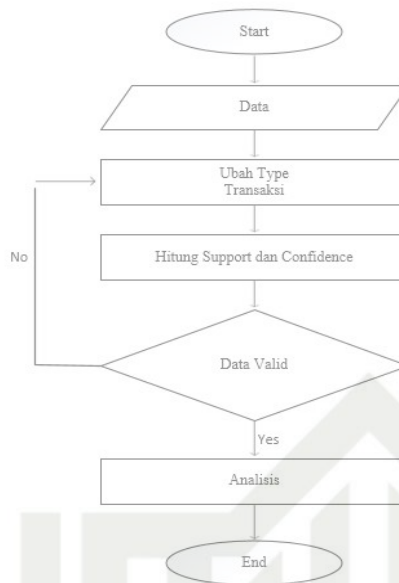 Start
Data
Ubah Type
Transaksi
No
Hitung Support dan Confidence
Data Valid
Yes
Analisis
End